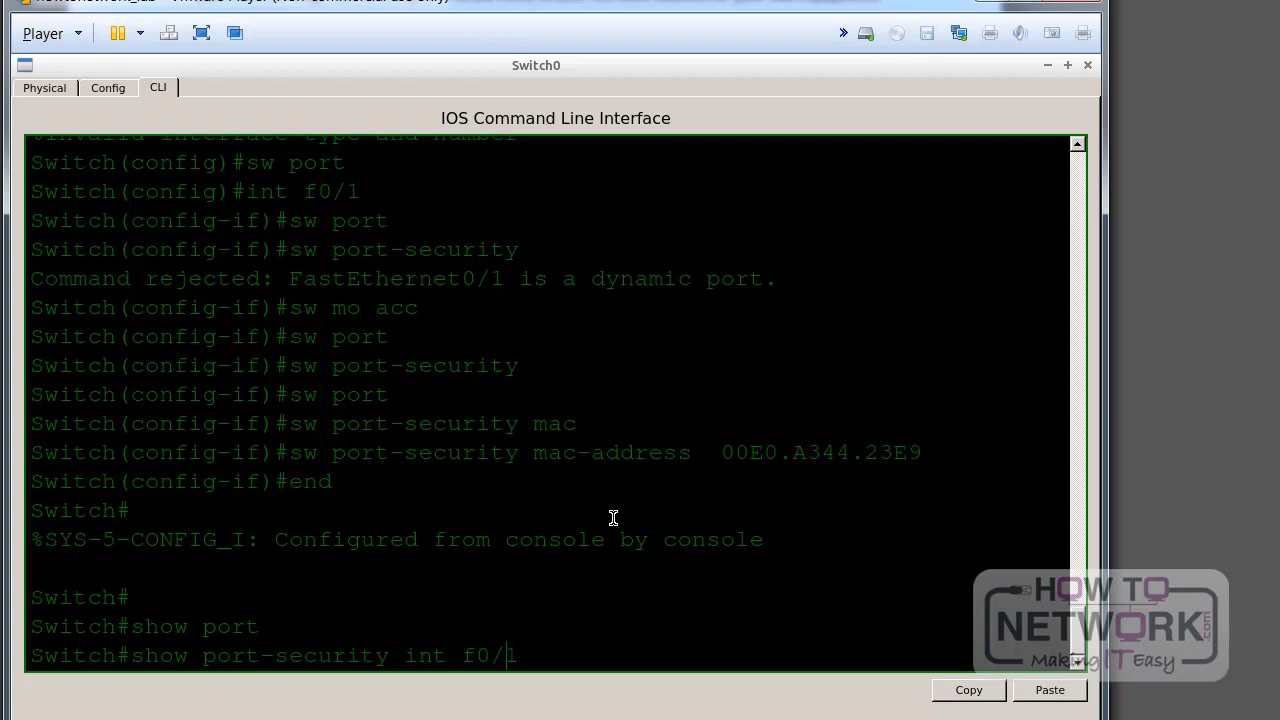 Player
Switch0
Physical
Config
CLI
IOS Command Line Interface
Switch(config)#sw port
Switch(config)#int f0/1
Switch(config-if)#sw port
Switch(config-if)#sw port-security
Command rejected: FastEthernet0/1 is a dynamic port.
Switch(config-if)#sw mo acc
Switch(config-if)#sw port
Switch(config-if)#sw port-security
Switch(config-if)#sw port
Switch(config-if)#sw port-security mac
Switch(config-if)#sw port-security mac-address  00E0.A344.23E9
Switch(config-if)#end
Switch#
%SYS-5-CONFIG_I: Configured from console by console
Switch#
Switch#show port
Switch#show port-security int f0/1
HOW TO
NETWORK.COM
Making IT Easy
Copy
Paste